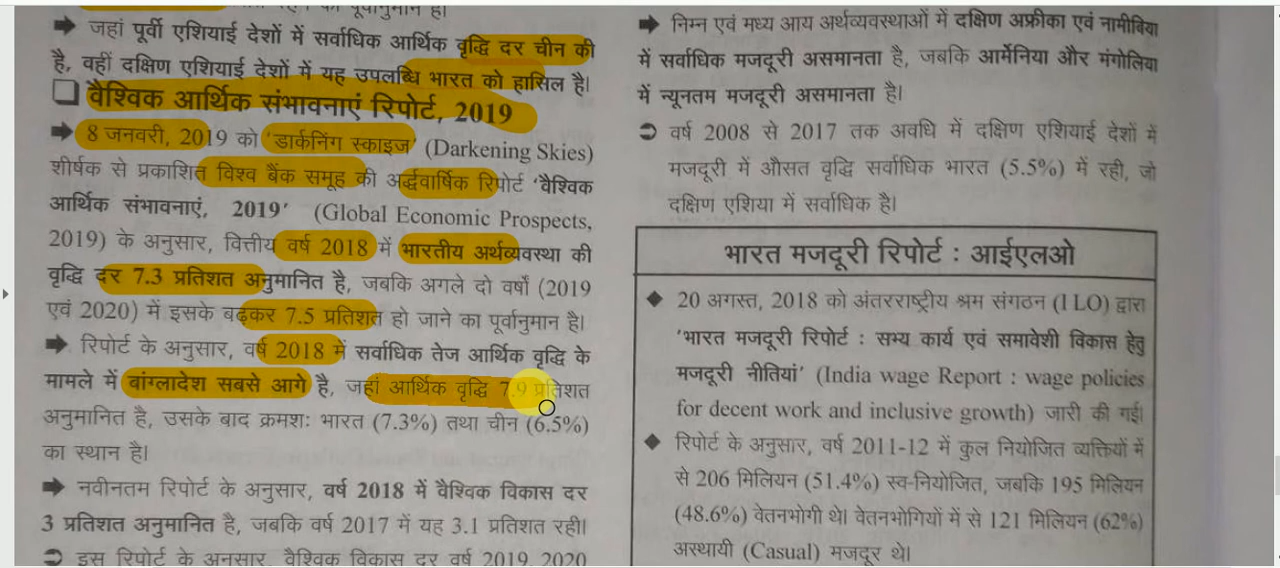 का पूर्वानुमान है।
➡ जहां पूर्वी एशियाई देशों में सर्वाधिक आर्थिक वृद्धि दर चीन की
है, वहीं दक्षिण एशियाई देशों में यह उपलब्धि भारत को हासिल है।
❑ वैश्विक आर्थिक संभावनाएं रिपोर्ट, 2019
➡ 8 जनवरी, 2019 को 'डार्कनिंग स्काइज' (Darkening Skies)
शीर्षक से प्रकाशित विश्व बैंक समूह की अर्द्धवार्षिक रिपोर्ट 'वैश्विक
आर्थिक संभावनाएं, 2019' (Global Economic Prospects,
2019) के अनुसार, वित्तीय वर्ष 2018 में भारतीय अर्थव्यवस्था की
वृद्धि दर 7.3 प्रतिशत अनुमानित है, जबकि अगले दो वर्षों (2019
एवं 2020) में इसके बढ़कर 7.5 प्रतिशत हो जाने का पूर्वानुमान है।
➡ रिपोर्ट के अनुसार, वर्ष 2018 में सर्वाधिक तेज आर्थिक वृद्धि के
मामले में बांग्लादेश सबसे आगे है, जहां आर्थिक वृद्धि 7.9 प्रतिशत
अनुमानित है, उसके बाद क्रमशः भारत (7.3%) तथा चीन (6.5%)
का स्थान है।
➡ नवीनतम रिपोर्ट के अनुसार, वर्ष 2018 में वैश्विक विकास दर
3 प्रतिशत अनुमानित है, जबकि वर्ष 2017 में यह 3.1 प्रतिशत रही।
➲ इस रिपोर्ट के अनुसार, वैश्विक विकास दर वर्ष 2019, 2020
➡ निम्न एवं मध्य आय अर्थव्यवस्थाओं में दक्षिण अफ्रीका एवं नामीबिया
में सर्वाधिक मजदूरी असमानता है, जबकि आर्मेनिया और मंगोलिया
में न्यूनतम मजदूरी असमानता है।
➲ वर्ष 2008 से 2017 तक अवधि में दक्षिण एशियाई देशों में
मजदूरी में औसत वृद्धि सर्वाधिक भारत (5.5%) में रही, जो
दक्षिण एशिया में सर्वाधिक है।
भारत मजदूरी रिपोर्ट : आईएलओ
◆ 20 अगस्त, 2018 को अंतरराष्ट्रीय श्रम संगठन (I LO) द्वारा
'भारत मजदूरी रिपोर्ट : सभ्य कार्य एवं समावेशी विकास हेतु
मजदूरी नीतियां' (India wage Report : wage policies
for decent work and inclusive growth) जारी की गई।
◆ रिपोर्ट के अनुसार, वर्ष 2011-12 में कुल नियोजित व्यक्तियों में
से 206 मिलियन (51.4%) स्व-नियोजित, जबकि 195 मिलियन
(48.6%) वेतनभोगी थे। वेतनभोगियों में से 121 मिलियन (62%)
अस्थायी (Casual) मजदूर थे।